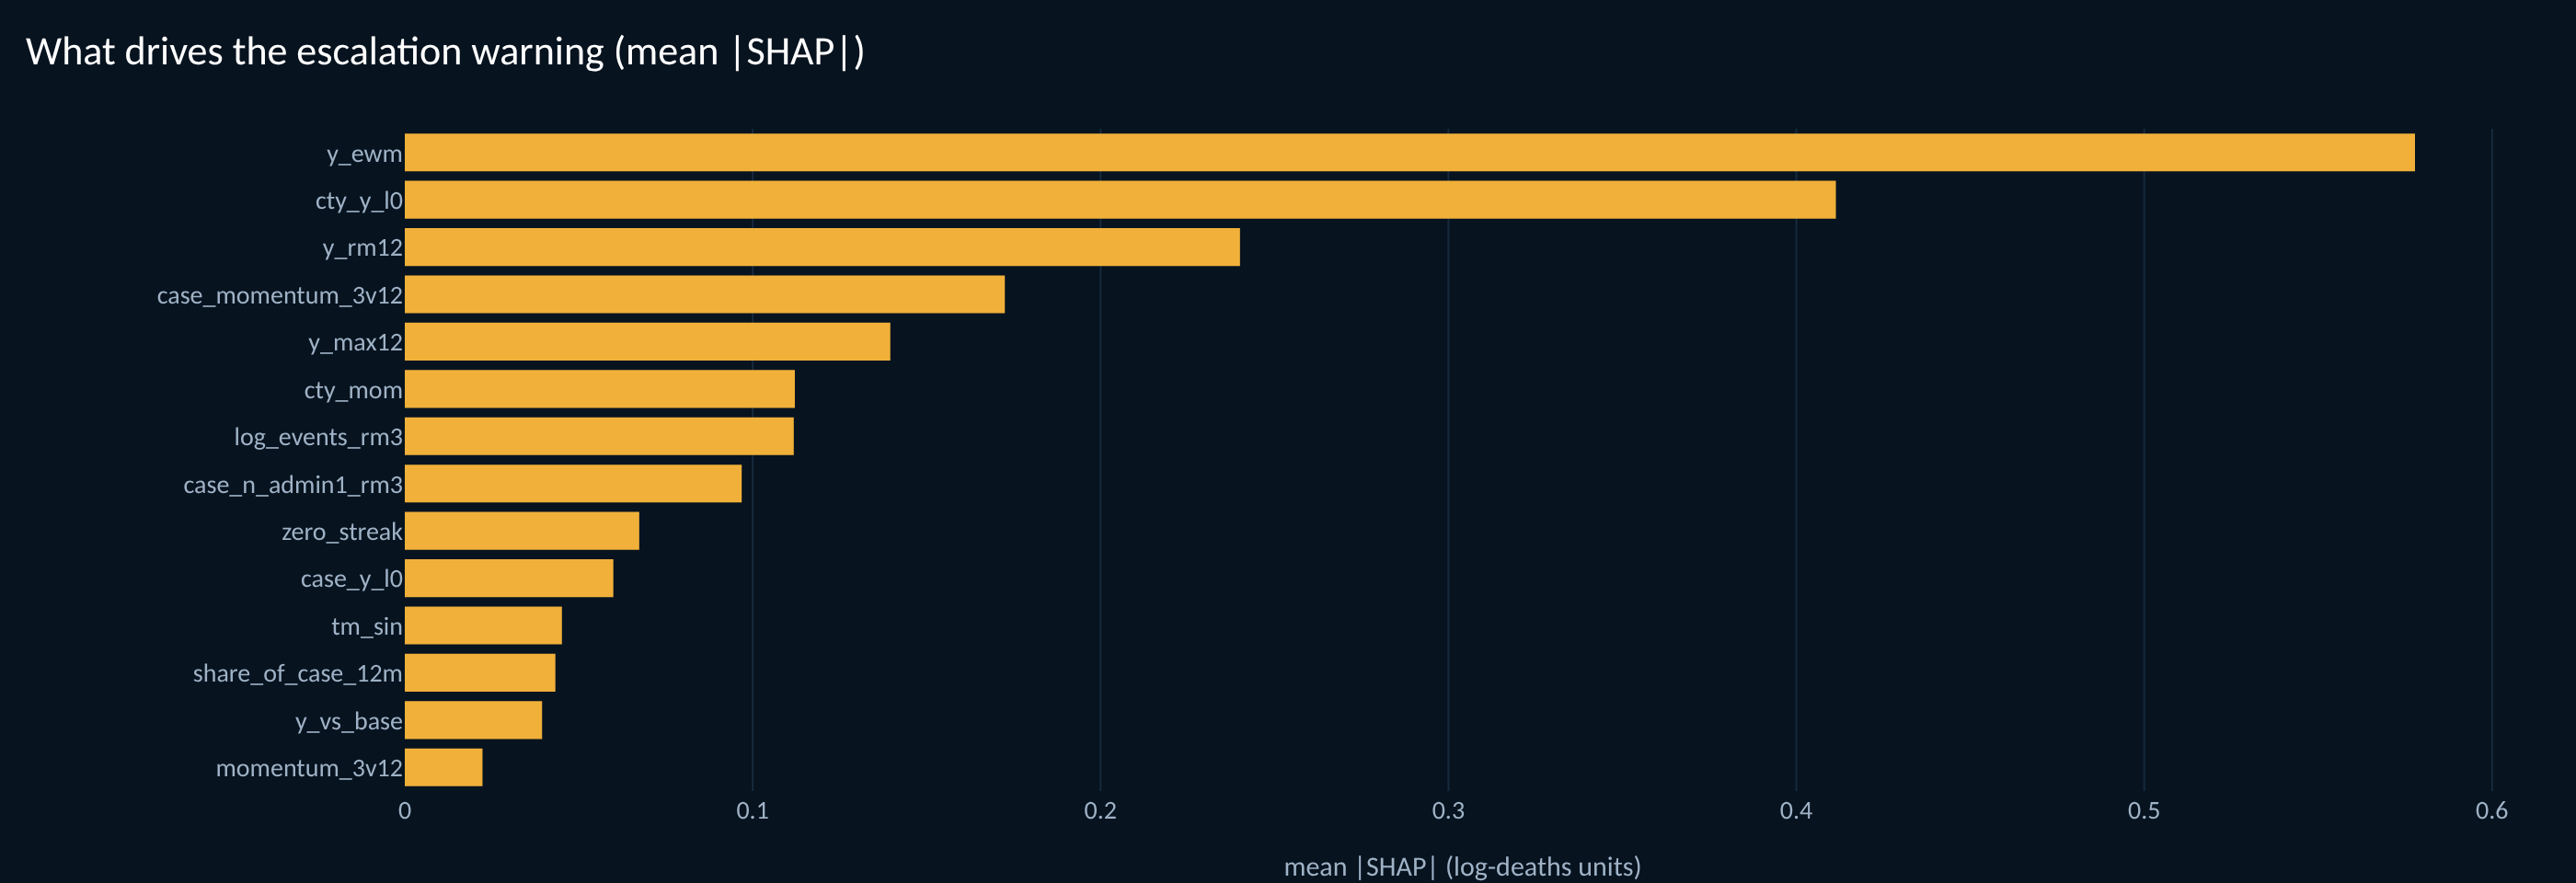 What drives the escalation warning (mean |SHAP|)
y_ewm
cty_y_l0
y_rm12
case_momentum_3v12
y_max12
cty_mom
log_events_rm3
case_n_admin1_rm3
zero_streak
case_y_l0
tm_sin
share_of_case_12m
y_vs_base
momentum_3v12
0 0.1 0.2 0.3 0.4 0.5 0.6
mean |SHAP| (log-deaths units)